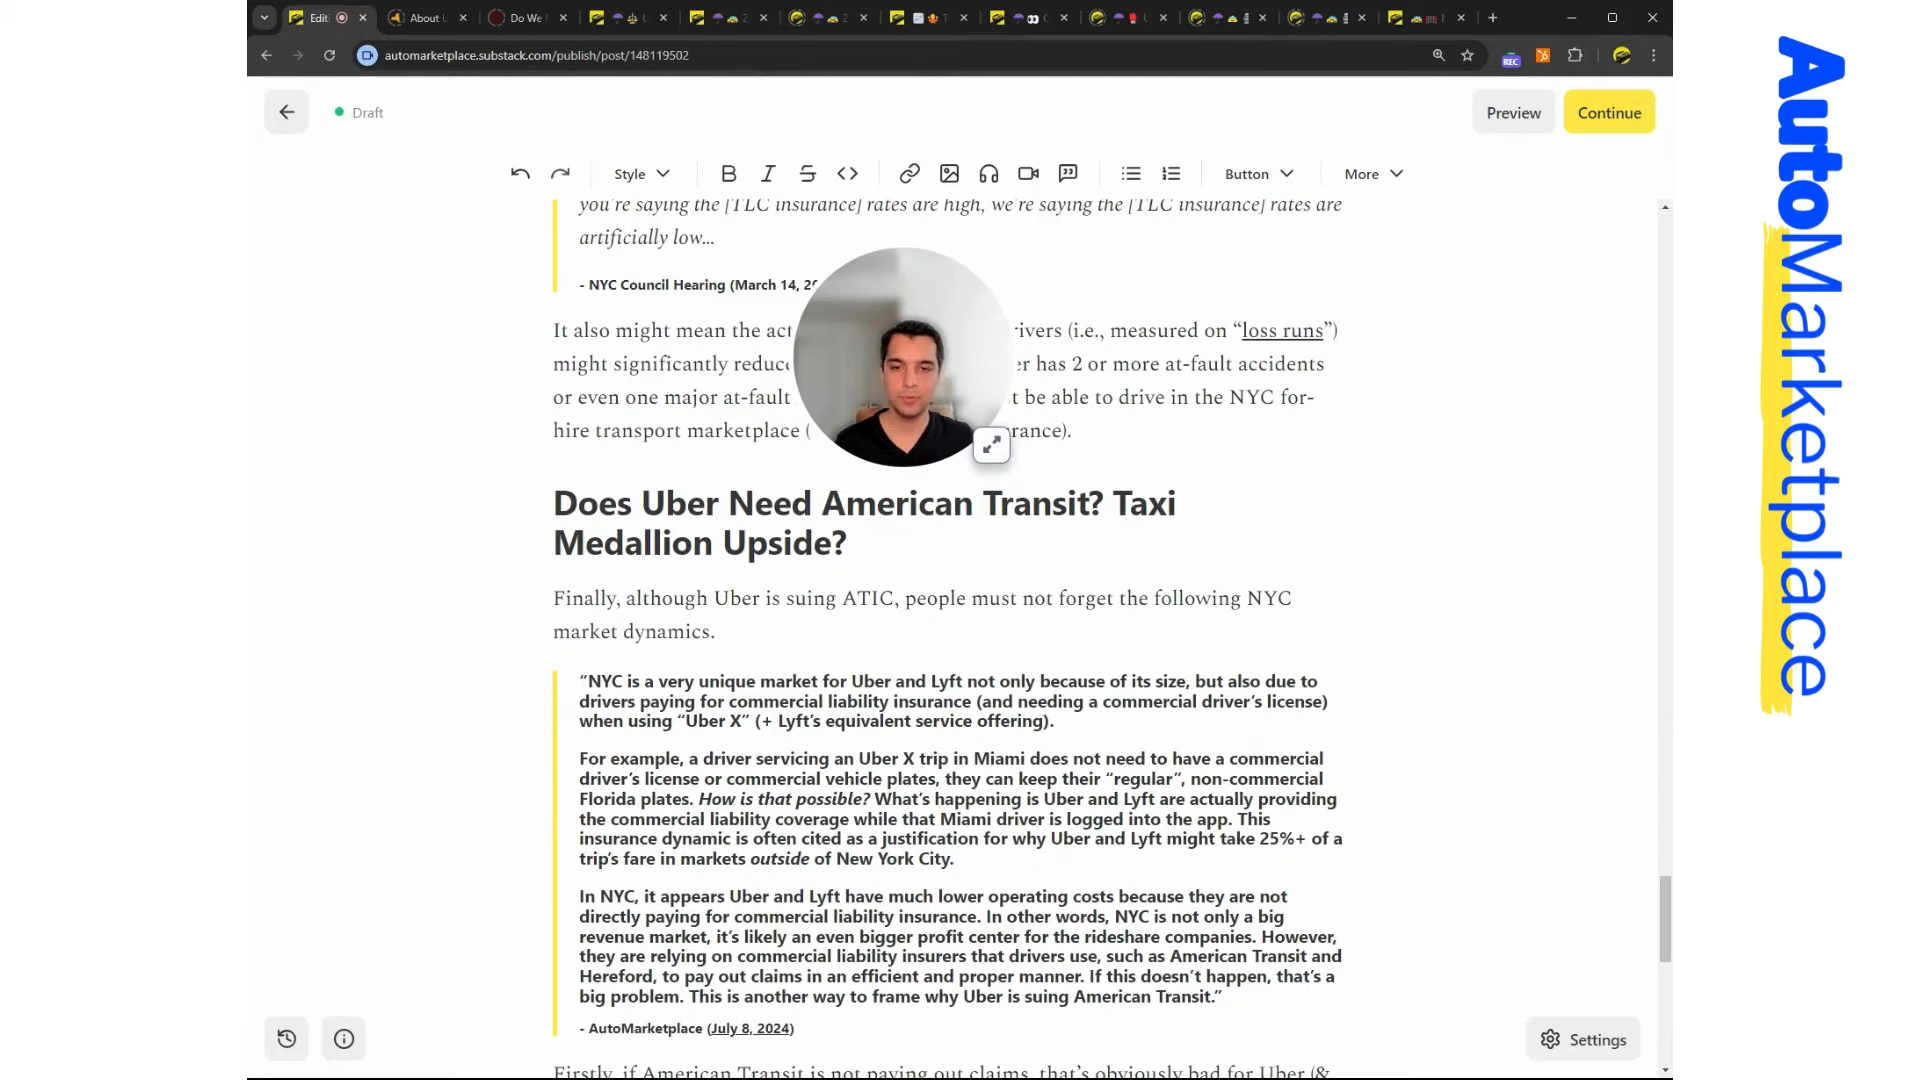 Edit
About U
Do We
automarketplace.substack.com/publish/post/148119502
REC
Draft
Preview
Continue
Style
Button
More
you're saying the [TLC insurance] rates are high, we're saying the [TLC insurance] rates are
artificially low...
- NYC Council Hearing (March 14, 20
It also might mean the act
rivers (i.e., measured on “loss runs”)
might significantly reduce
er has 2 or more at-fault accidents
or even one major at-fault
t be able to drive in the NYC for-
hire transport marketplace (
rance).
Does Uber Need American Transit? Taxi
Medallion Upside?
Finally, although Uber is suing ATIC, people must not forget the following NYC
market dynamics.
“NYC is a very unique market for Uber and Lyft not only because of its size, but also due to
drivers paying for commercial liability insurance (and needing a commercial driver's license)
when using “Uber X” (+ Lyft's equivalent service offering).
For example, a driver servicing an Uber X trip in Miami does not need to have a commercial
driver's license or commercial vehicle plates, they can keep their “regular”, non-commercial
Florida plates. How is that possible? What's happening is Uber and Lyft are actually providing
the commercial liability coverage while that Miami driver is logged into the app. This
insurance dynamic is often cited as a justification for why Uber and Lyft might take 25%+ of a
trip's fare in markets outside of New York City.
In NYC, it appears Uber and Lyft have much lower operating costs because they are not
directly paying for commercial liability insurance. In other words, NYC is not only a big
revenue market, it's likely an even bigger profit center for the rideshare companies. However,
they are relying on commercial liability insurers that drivers use, such as American Transit and
Hereford, to pay out claims in an efficient and proper manner. If this doesn't happen, that's a
big problem. This is another way to frame why Uber is suing American Transit.”
- AutoMarketplace (July 8, 2024)
Firstly, if American Transit is not paying out claims, that's obviously bad for Uber (&
Settings
AutoMarketplace